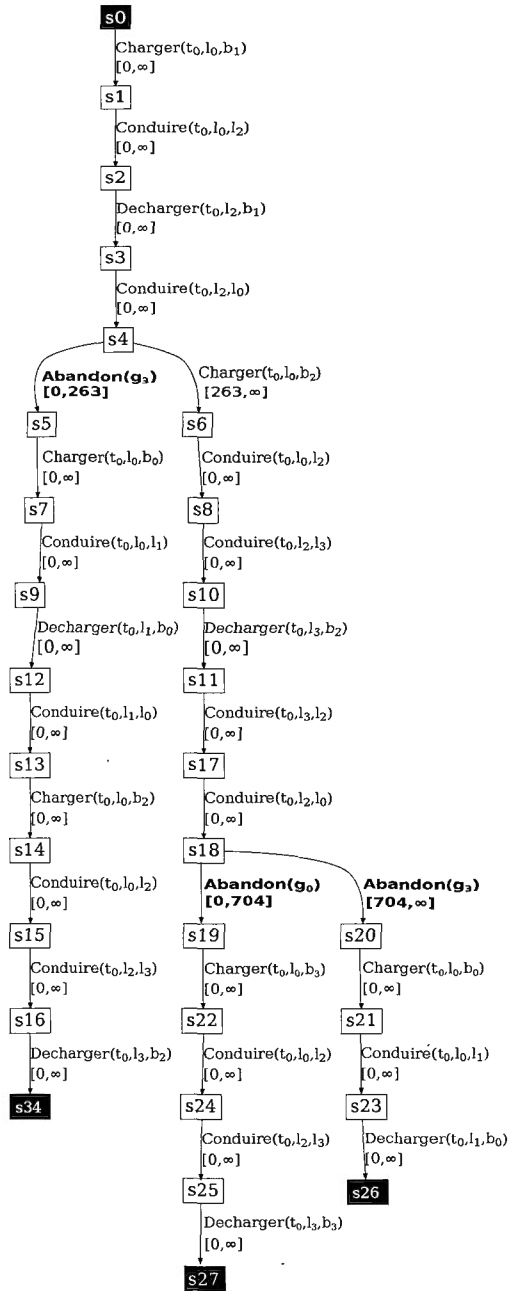 s0
Charger(t₀,l₀,b₁)
[0,∞]
s1
Conduire(t₀,l₀,l₂)
[0,∞]
s2
Decharger(t₀,l₂,b₁)
[0,∞]
s3
Conduire(t₀,l₂,l₀)
[0,∞]
s4
Abandon(g₃)
[0,263]
Charger(t₀,l₀,b₂)
[263,∞]
s5
s6
Charger(t₀,l₀,b₀)
[0,∞]
Conduire(t₀,l₀,l₂)
[0,∞]
s7
s8
Conduire(t₀,l₀,l₁)
[0,∞]
Conduire(t₀,l₂,l₃)
[0,∞]
s9
s10
Decharger(t₀,l₁,b₀)
[0,∞]
Decharger(t₀,l₃,b₂)
[0,∞]
s12
s11
Conduire(t₀,l₁,l₀)
[0,∞]
Conduire(t₀,l₃,l₂)
[0,∞]
s13
s17
Charger(t₀,l₀,b₂)
[0,∞]
Conduire(t₀,l₂,l₀)
[0,∞]
s14
s18
Conduire(t₀,l₀,l₂)
[0,∞]
Abandon(g₀)
[0,704]
Abandon(g₃)
[704,∞]
s15
s19
s20
Conduire(t₀,l₂,l₃)
[0,∞]
Charger(t₀,l₀,b₃)
[0,∞]
Charger(t₀,l₀,b₀)
[0,∞]
s16
s22
s21
Decharger(t₀,l₃,b₂)
[0,∞]
Conduire(t₀,l₀,l₂)
[0,∞]
Conduire(t₀,l₀,l₁)
[0,∞]
s34
s24
s23
Conduire(t₀,l₂,l₃)
[0,∞]
Decharger(t₀,l₁,b₀)
[0,∞]
s25
s26
Decharger(t₀,l₃,b₃)
[0,∞]
s27